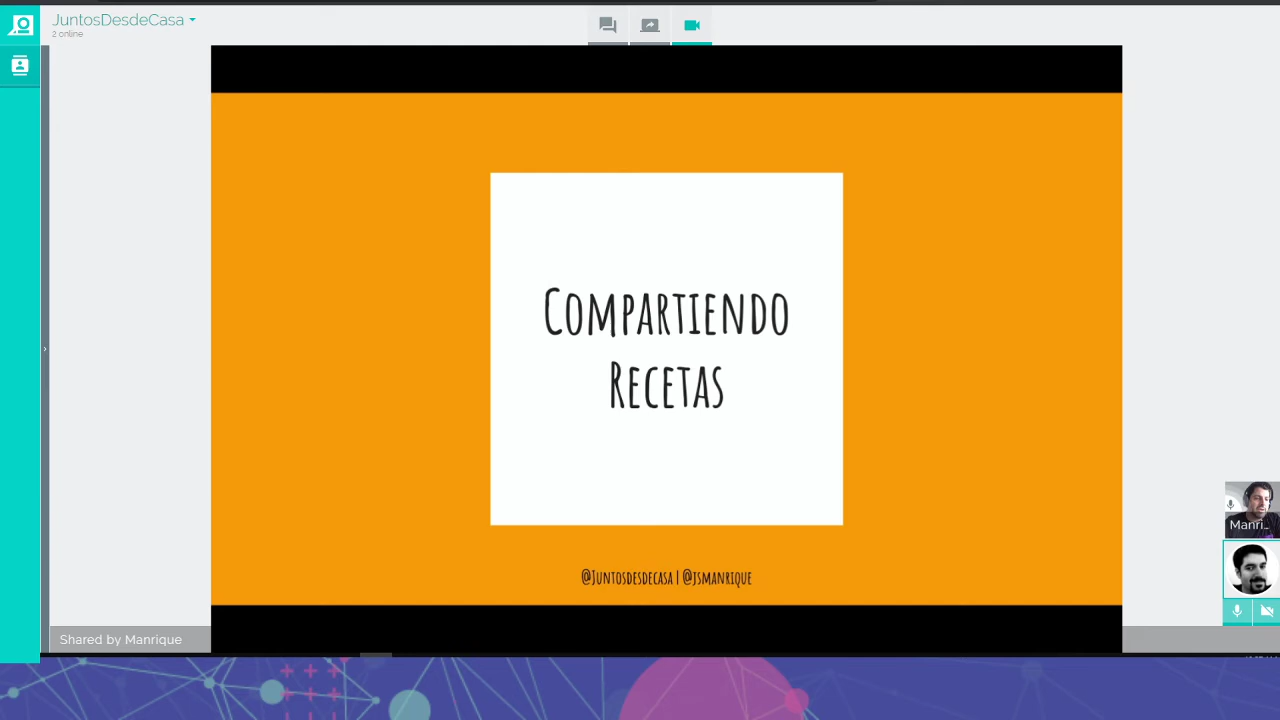 JuntosDesdeCasa
2 online
Compartiendo
Recetas
@Juntosdesdecasa | @jsmanrique
Manri...
Shared by Manrique